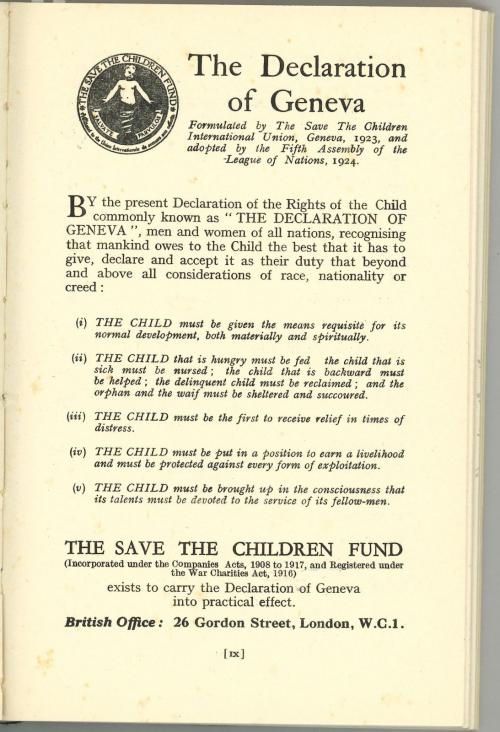 THE SAVE THE CHILDREN FUND
SALVATE PARVULOS
The Declaration
of Geneva
Formulated by The Save The Children
International Union, Geneva, 1923, and
adopted by the Fifth Assembly of the
League of Nations, 1924.
BY the present Declaration of the Rights of the Child
commonly known as " THE DECLARATION OF
GENEVA ", men and women of all nations, recognising
that mankind owes to the Child the best that it has to
give, declare and accept it as their duty that beyond
and above all considerations of race, nationality or
creed :
(i) THE CHILD must be given the means requisite for its
normal development, both materially and spiritually.
(ii) THE CHILD that is hungry must be fed the child that is
sick must be nursed ; the child that is backward must
be helped ; the delinquent child must be reclaimed ; and the
orphan and the waif must be sheltered and succoured.
(iii) THE CHILD must be the first to receive relief in times of
distress.
(iv) THE CHILD must be put in a position to earn a livelihood
and must be protected against every form of exploitation.
(v) THE CHILD must be brought up in the consciousness that
its talents must be devoted to the service of its fellow-men.
THE SAVE THE CHILDREN FUND
(Incorporated under the Companies Acts, 1908 to 1917, and Registered under
the War Charities Act, 1916)
exists to carry the Declaration of Geneva
into practical effect.
British Office : 26 Gordon Street, London, W.C.1.
[ix]